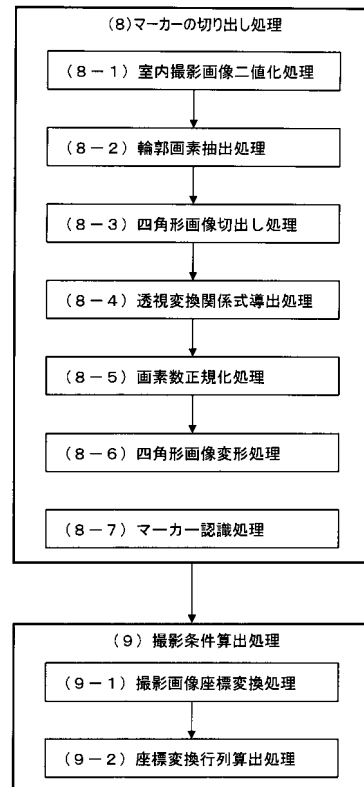 (8)マーカーの切り出し処理
(8-1)室内撮影画像二値化処理
(8-2)輪郭画素抽出処理
(8-3)四角形画像切出し処理
(8-4)透視変換関係式導出処理
(8-5)画素数正規化処理
(8-6)四角形画像変形処理
(8-7)マーカー認識処理
(9)撮影条件算出処理
(9-1)撮影画像座標変換処理
(9-2)座標変換行列算出処理